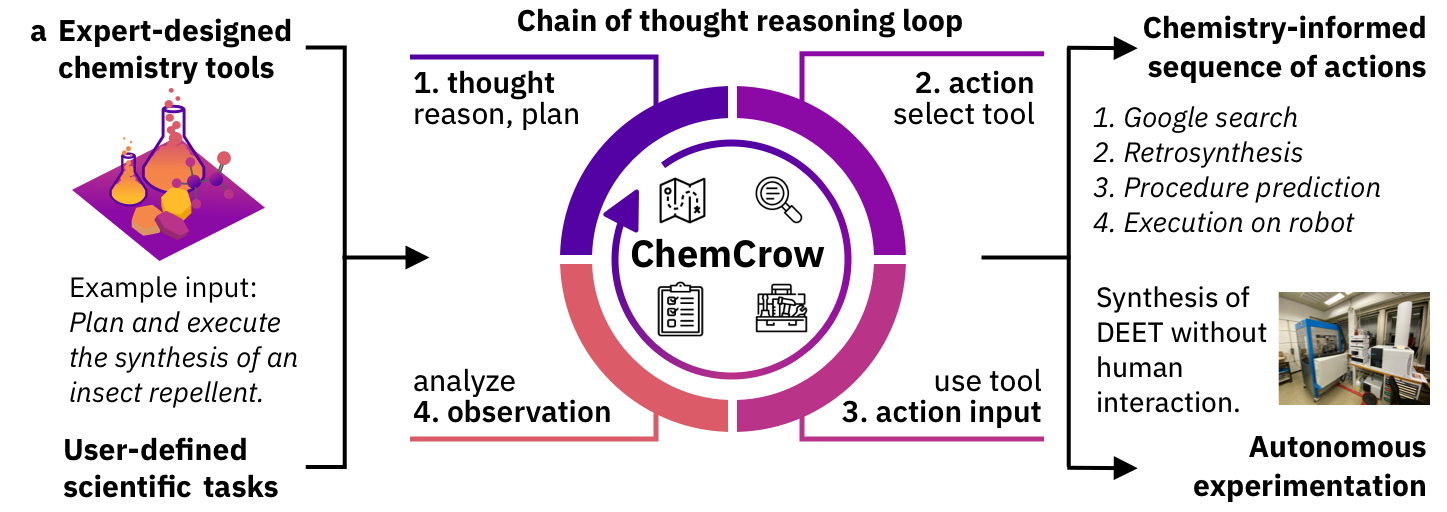 a Expert-designed
chemistry tools
Example input:
Plan and execute
the synthesis of an
insect repellent.
User-defined
scientific tasks
Chain of thought reasoning loop
1. thought
reason, plan
2. action
select tool
ChemCrow
analyze
4. observation
use tool
3. action input
Chemistry-informed
sequence of actions
1. Google search
2. Retrosynthesis
3. Procedure prediction
4. Execution on robot
Synthesis of
DEET without
human
interaction.
Autonomous
experimentation